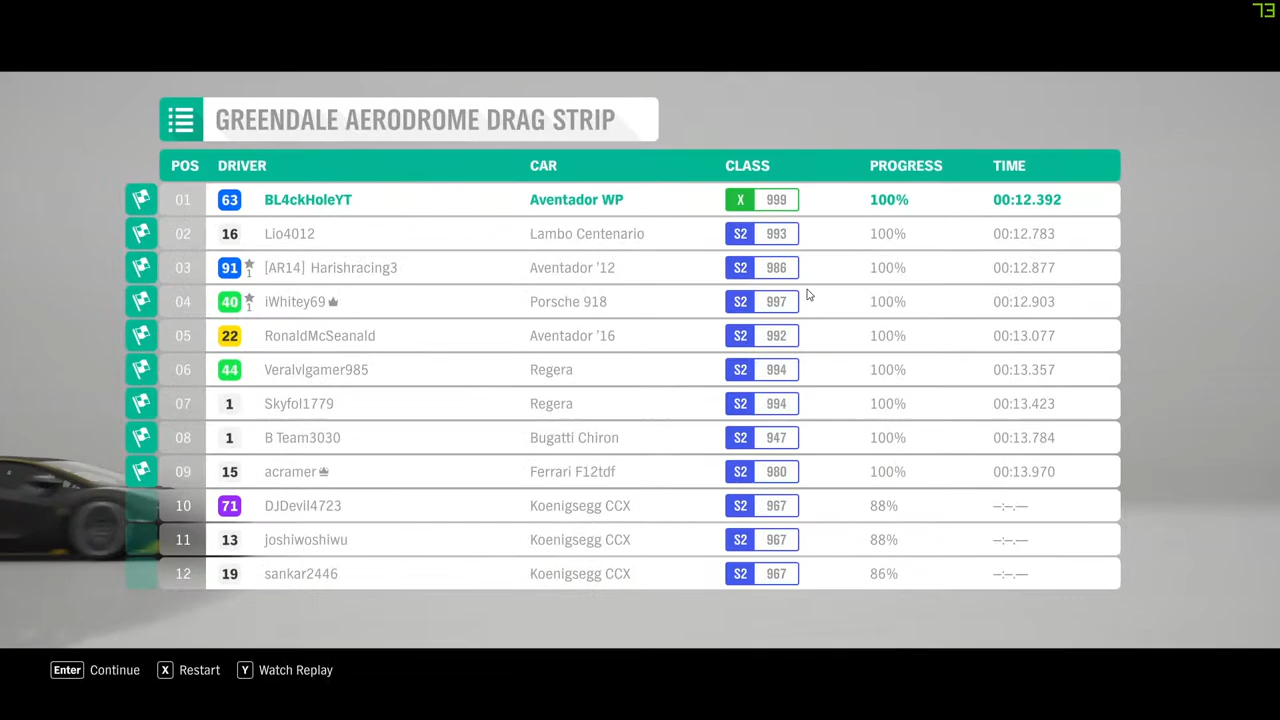 73
GREENDALE AERODROME DRAG STRIP
POS DRIVER CAR CLASS PROGRESS TIME
01 63 BL4ckHoleYT Aventador WP X 999 100% 00:12.392
02 16 Lio4012 Lambo Centenario S2 993 100% 00:12.783
03 91 1 [AR14] Harishracing3 Aventador '12 S2 986 100% 00:12.877
04 40 1 iWhitey69 Porsche 918 S2 997 100% 00:12.903
05 22 RonaldMcSeanald Aventador '16 S2 992 100% 00:13.077
06 44 Veralvlgamer985 Regera S2 994 100% 00:13.357
07 1 Skyfol1779 Regera S2 994 100% 00:13.423
08 1 B Team3030 Bugatti Chiron S2 947 100% 00:13.784
09 15 acramer Ferrari F12tdf S2 980 100% 00:13.970
10 71 DJDevil4723 Koenigsegg CCX S2 967 88% --:--.---
11 13 joshiwoshiwu Koenigsegg CCX S2 967 88% --:--.---
12 19 sankar2446 Koenigsegg CCX S2 967 86% --:--.---
Enter Continue X Restart Y Watch Replay